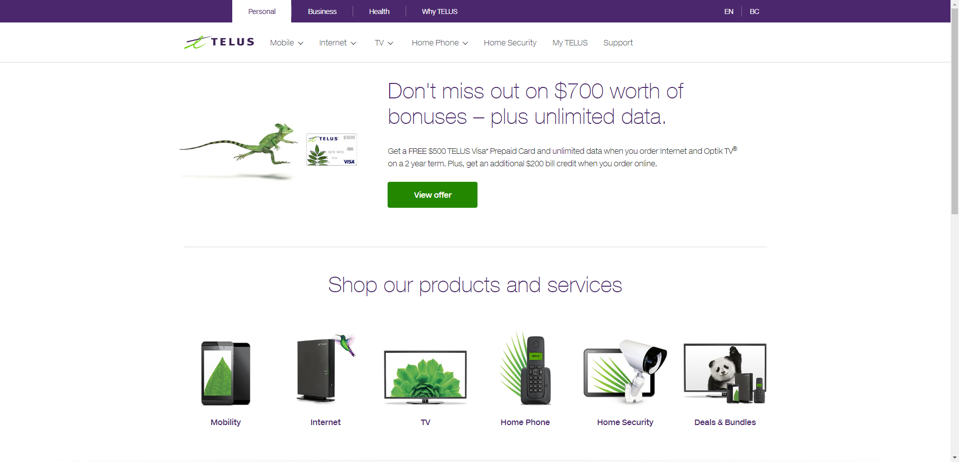 Personal Business Health Why TELUS EN BC
TELUS Mobile Internet TV Home Phone Home Security My TELUS Support
Don't miss out on $700 worth of
bonuses – plus unlimited data.
TELUS $500
VISA
Get a FREE $500 TELUS Visa* Prepaid Card and unlimited data when you order Internet and Optik TV®
on a 2 year term. Plus, get an additional $200 bill credit when you order online.
View offer
Shop our products and services
Mobility Internet TV Home Phone Home Security Deals & Bundles